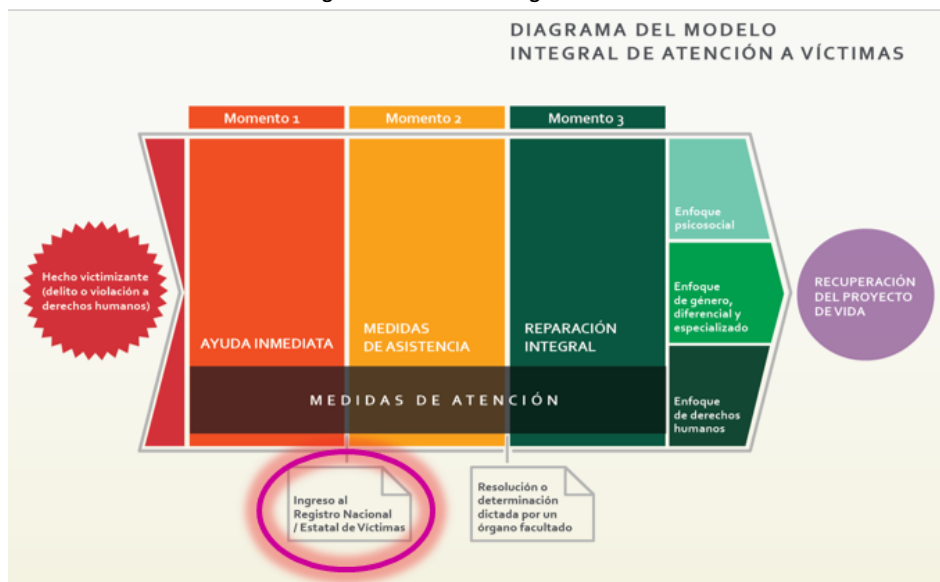 DIAGRAMA DEL MODELO
INTEGRAL DE ATENCIÓN A VÍCTIMAS
Momento 1
Momento 2
Momento 3
Hecho victimizante
(delito o violación a
derechos humanos)
AYUDA INMEDIATA
MEDIDAS
DE ASISTENCIA
REPARACIÓN
INTEGRAL
Enfoque
psicosocial
Enfoque
de género,
diferencial y
especializado
Enfoque
de derechos
humanos
RECUPERACIÓN
DEL PROYECTO
DE VIDA
MEDIDAS DE ATENCIÓN
Ingreso al
Registro Nacional
/ Estatal de Víctimas
Resolución o
determinación
dictada por un
órgano facultado